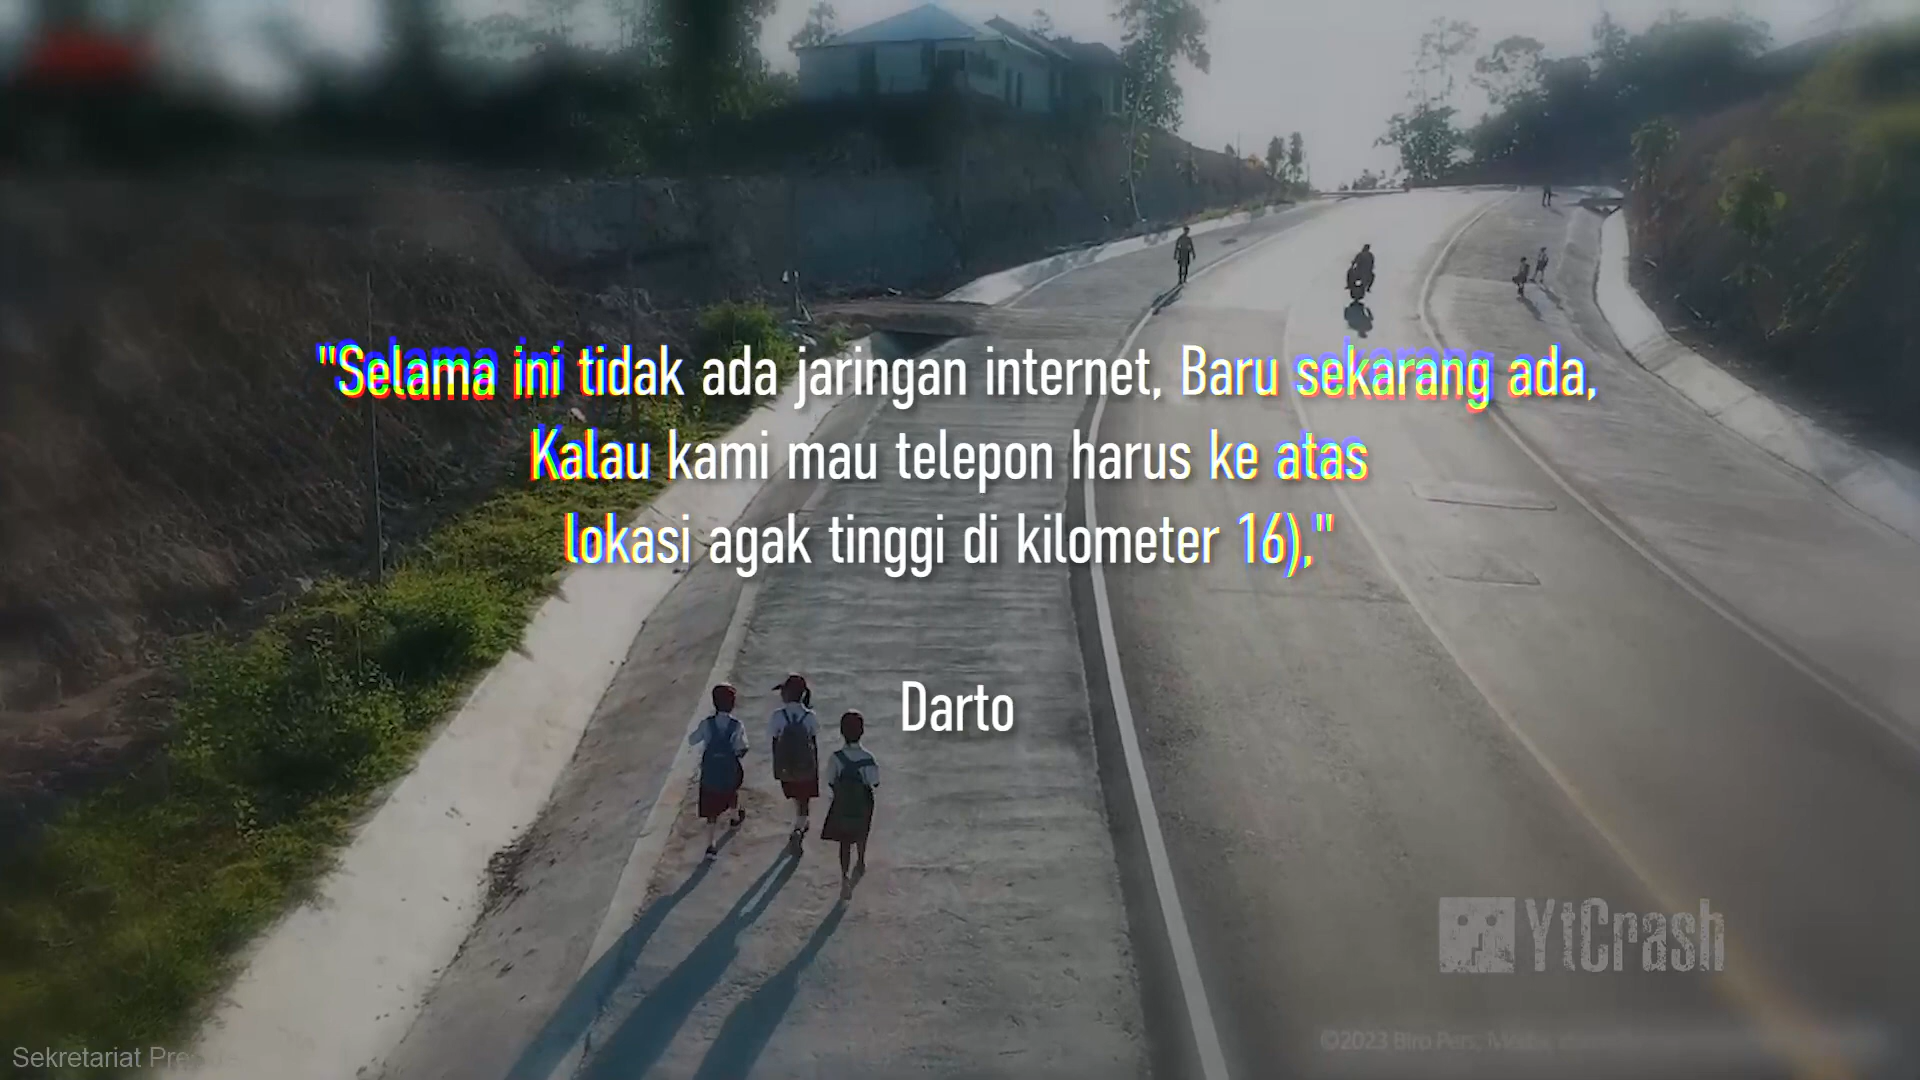 "Selama ini tidak ada jaringan internet, Baru sekarang ada,
Kalau kami mau telepon harus ke atas
lokasi agak tinggi di kilometer 16),"
Darto
YtCrash
©2023 Biro Pers
Sekretariat